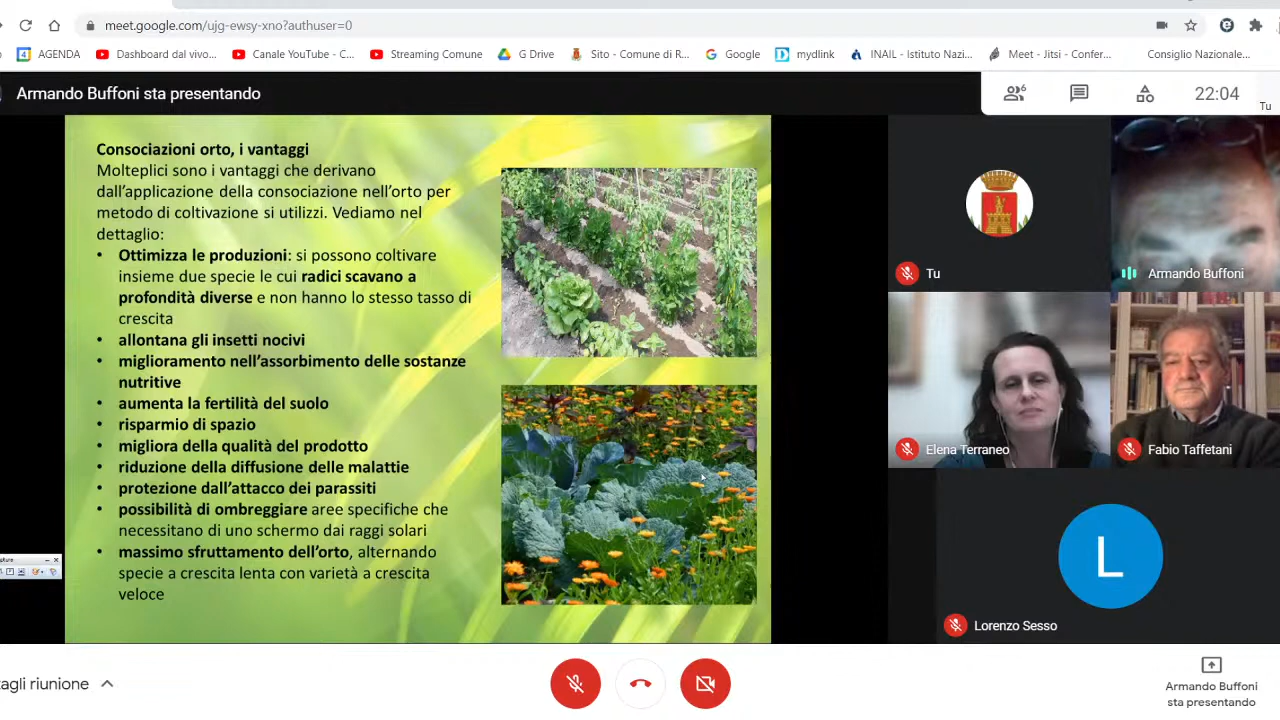 meet.google.com/ujg-ewsy-xno?authuser=0
AGENDA
Dashboard dal vivo...
Canale YouTube - C...
Streaming Comune
G Drive
Sito - Comune di R...
Google
mydlink
INAIL - Istituto Nazi...
Meet - Jitsi - Confer...
Consiglio Nazionale...
Armando Buffoni sta presentando
6
22:04
Tu
Consociazioni orto, i vantaggi
Molteplici sono i vantaggi che derivano
dall'applicazione della consociazione nell'orto per
metodo di coltivazione si utilizzi. Vediamo nel
dettaglio:
• Ottimizza le produzioni: si possono coltivare
insieme due specie le cui radici scavano a
profondità diverse e non hanno lo stesso tasso di
crescita
• allontana gli insetti nocivi
• miglioramento nell'assorbimento delle sostanze
nutritive
• aumenta la fertilità del suolo
• risparmio di spazio
• migliora della qualità del prodotto
• riduzione della diffusione delle malattie
• protezione dall'attacco dei parassiti
• possibilità di ombreggiare aree specifiche che
necessitano di uno schermo dai raggi solari
• massimo sfruttamento dell'orto, alternando
specie a crescita lenta con varietà a crescita
veloce
Tu
Armando Buffoni
Elena Terraneo
Fabio Taffetani
L
Lorenzo Sesso
tagli riunione
Armando Buffoni
sta presentando